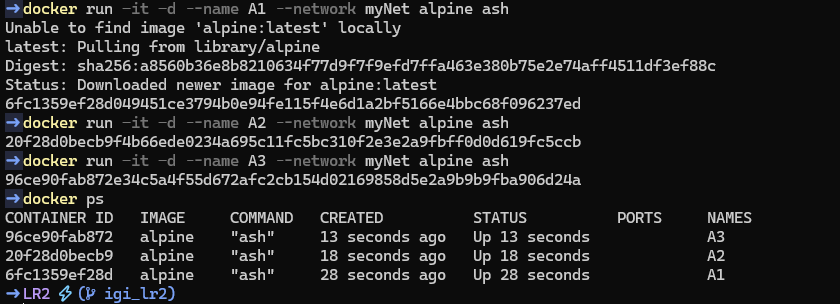 ➜docker run -it -d --name A1 --network myNet alpine ash
Unable to find image 'alpine:latest' locally
latest: Pulling from library/alpine
Digest: sha256:a8560b36e8b8210634f77d9f7f9efd7ffa463e380b75e2e74aff4511df3ef88c
Status: Downloaded newer image for alpine:latest
6fc1359ef28d049451ce3794b0e94fe115f4e6d1a2bf5166e4bbc68f096237ed
➜docker run -it -d --name A2 --network myNet alpine ash
20f28d0becb9f4b66ede0234a695c11fc5bc310f2e3e2a9fbff0d0d619fc5ccb
➜docker run -it -d --name A3 --network myNet alpine ash
96ce90fab872e34c5a4f55d672afc2cb154d02169858d5e2a9b9b9fba906d24a
➜docker ps
CONTAINER ID   IMAGE     COMMAND   CREATED          STATUS          PORTS     NAMES
96ce90fab872   alpine    "ash"     13 seconds ago   Up 13 seconds             A3
20f28d0becb9   alpine    "ash"     18 seconds ago   Up 18 seconds             A2
6fc1359ef28d   alpine    "ash"     28 seconds ago   Up 28 seconds             A1
➜LR2 ⚡( igi_lr2)